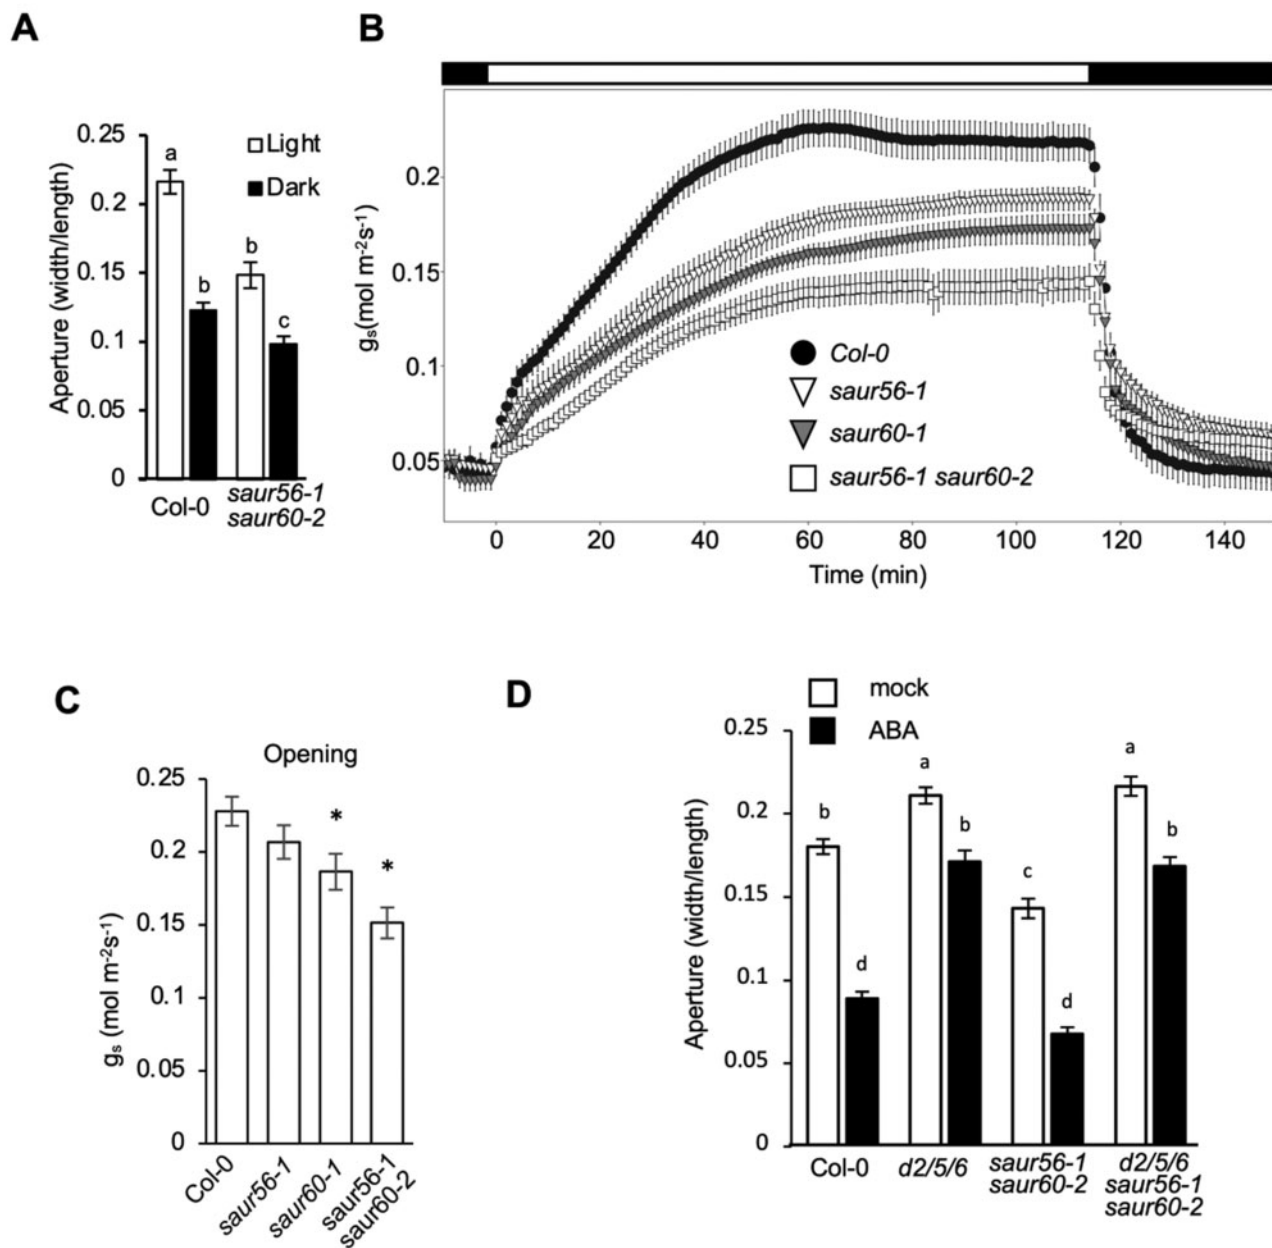 A
B
0.25
0.2
0.15
0.1
0.05
0
Aperture (width/length)
Light
Dark
a
b
b
c
Col-0
saur56-1
saur60-2
gs(mol m-2s-1)
0.2
0.15
0.1
0.05
Col-0
saur56-1
saur60-1
saur56-1 saur60-2
0 20 40 60 80 100 120 140
Time (min)
C
D
Opening
0.25
0.2
0.15
0.1
0.05
0
gs (mol m-2s-1)
*
*
Col-0
saur56-1
saur60-1
saur56-1
saur60-2
mock
ABA
0.25
0.2
0.15
0.1
0.05
0
Aperture (width/length)
b
d
a
b
c
d
a
b
Col-0
d2/5/6
saur56-1
saur60-2
d2/5/6
saur56-1
saur60-2